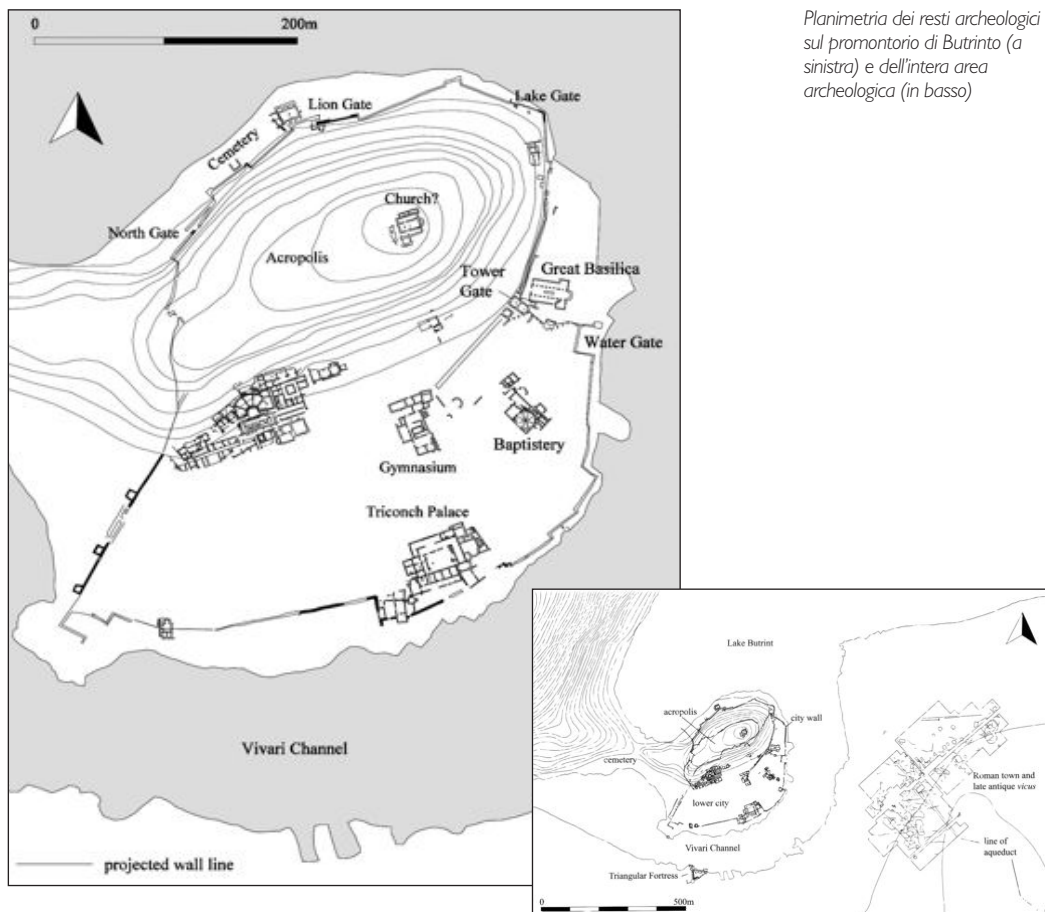 0
200m
Planimetria dei resti archeologici
sul promontorio di Butrinto (a
sinistra) e dell'intera area
archeologica (in basso)
Lion Gate
Lake Gate
Cemetery
Church?
North Gate
Acropolis
Great Basilica
Tower
Gate
Water Gate
Baptistery
Gymnasium
Triconch Palace
Vivari Channel
projected wall line
Lake Butrint
acropolis
city wall
cemetery
Roman town and
late antique vicus
lower city
Vivari Channel
line of
aqueduct
Triangular Fortress
0
500m